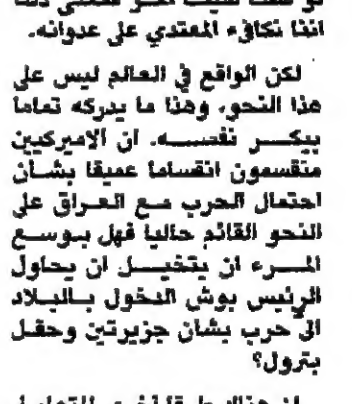 اننا نكافيء المعتدي على عدوانه.
لكن الواقع في العالم ليس على
هذا النحو، وهذا ما يدركه تماما
بيكر نفسه. ان الاميركيين
منقسمون انقساما عميقا بشأن
احتمال الحرب مع العراق على
النحو القائم حاليا فهل بوسع
المرء ان يتخيل ان يحاول
الرئيس بوش الدخول بالبلاد
الى حرب بشأن جزيرتين وحقل
بترول؟